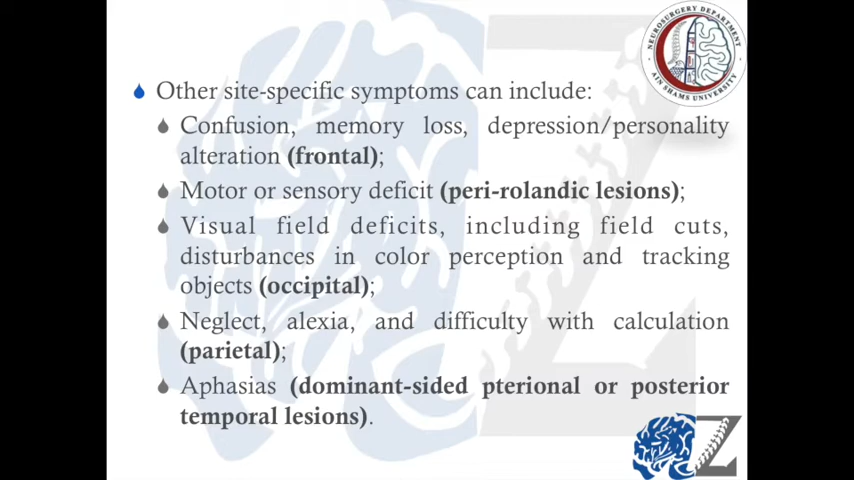 NEUROSURGERY DEPARTMENT
AIN SHAMS UNIVERSITY
Other site-specific symptoms can include:
Confusion, memory loss, depression/personality
alteration (frontal);
Motor or sensory deficit (peri-rolandic lesions);
Visual field deficits, including field cuts,
disturbances in color perception and tracking
objects (occipital);
Neglect, alexia, and difficulty with calculation
(parietal);
Aphasias (dominant-sided pterional or posterior
temporal lesions).
Z